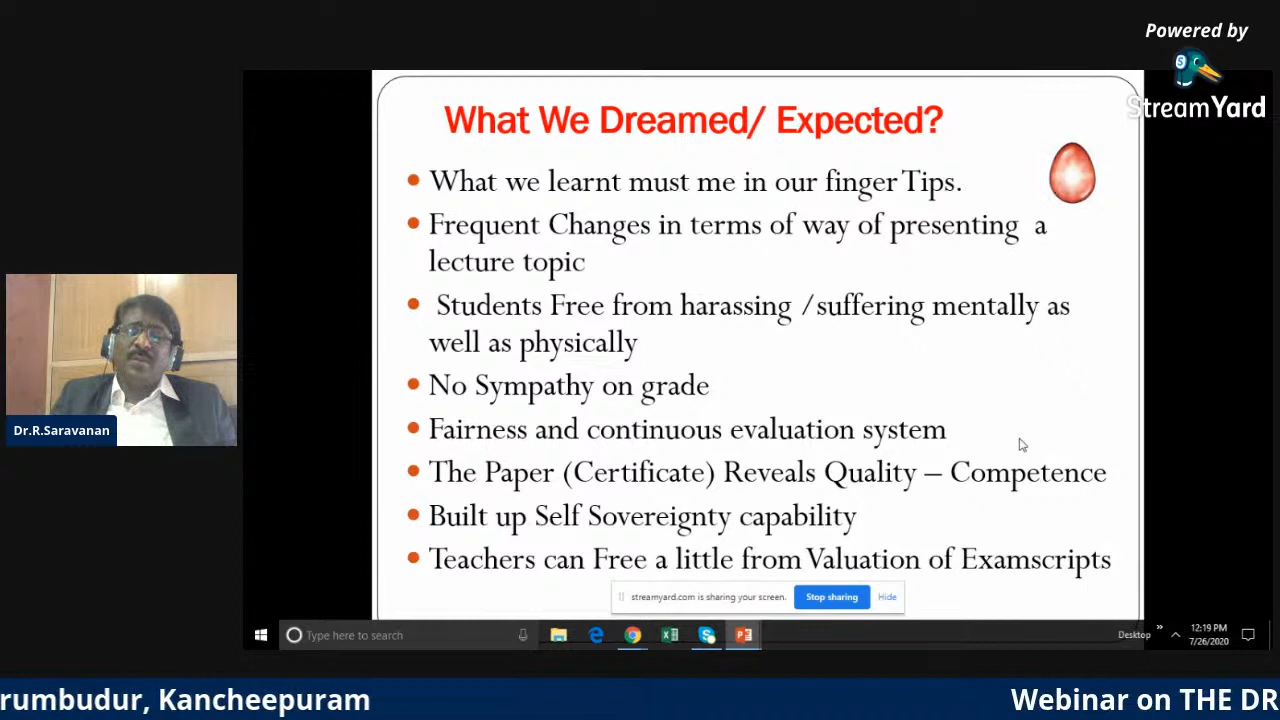 Powered by
StreamYard
What We Dreamed/ Expected?
What we learnt must me in our finger Tips.
Frequent Changes in terms of way of presenting a
lecture topic
Students Free from harassing /suffering mentally as
well as physically
No Sympathy on grade
Fairness and continuous evaluation system
The Paper (Certificate) Reveals Quality – Competence
Built up Self Sovereignty capability
Teachers can Free a little from Valuation of Examscripts
Dr.R.Saravanan
streamyard.com is sharing your screen.
Stop sharing
Hide
Type here to search
Desktop
12:19 PM
7/26/2020
rumbudur, Kancheepuram
Webinar on THE DR